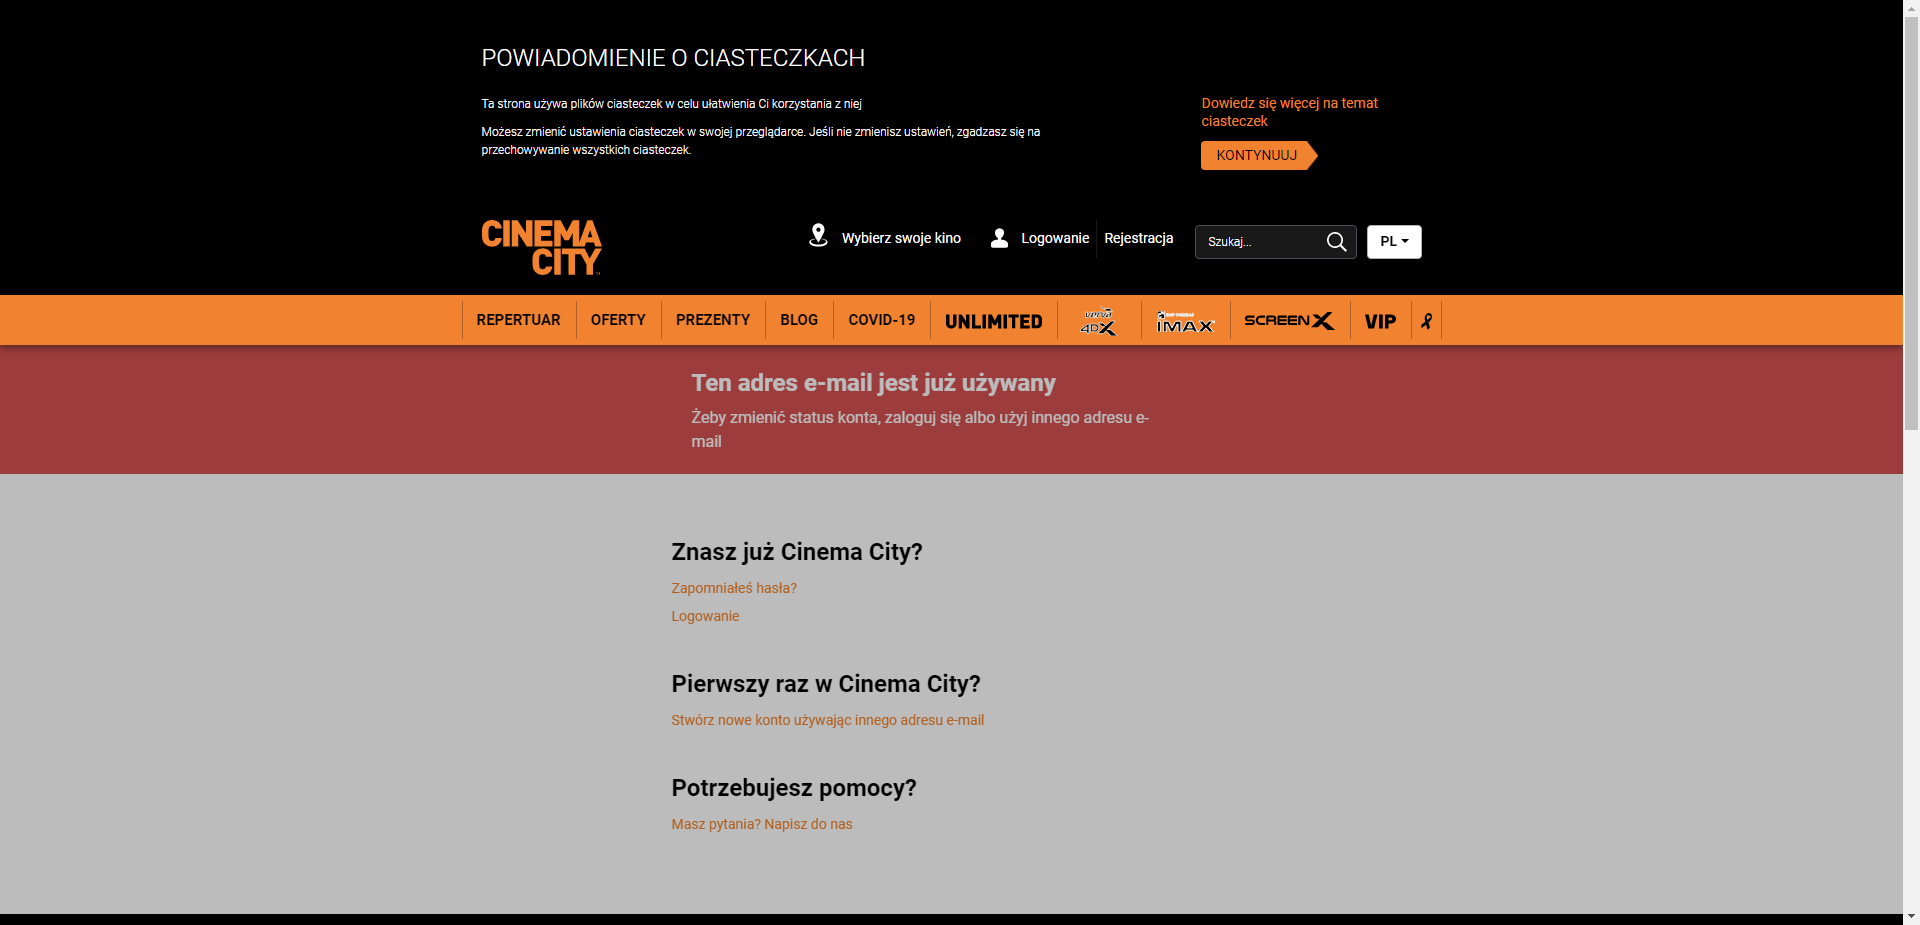 POWIADOMIENIE O CIASTECZKACH
Ta strona używa plików ciasteczek w celu ułatwienia Ci korzystania z niej
Możesz zmienić ustawienia ciasteczek w swojej przeglądarce. Jeśli nie zmienisz ustawień, zgadzasz się na
przechowywanie wszystkich ciasteczek.
Dowiedz się więcej na temat
ciasteczek
KONTYNUUJ
CINEMA
CITY
Wybierz swoje kino
Logowanie
Rejestracja
Szukaj...
PL
REPERTUAR
OFERTY
PREZENTY
BLOG
COVID-19
UNLIMITED
verva
4DX
BNP PARIBAS
IMAX
SCREENX
VIP
Ten adres e-mail jest już używany
Żeby zmienić status konta, zaloguj się albo użyj innego adresu e-
mail
Znasz już Cinema City?
Zapomniałeś hasła?
Logowanie
Pierwszy raz w Cinema City?
Stwórz nowe konto używając innego adresu e-mail
Potrzebujesz pomocy?
Masz pytania? Napisz do nas